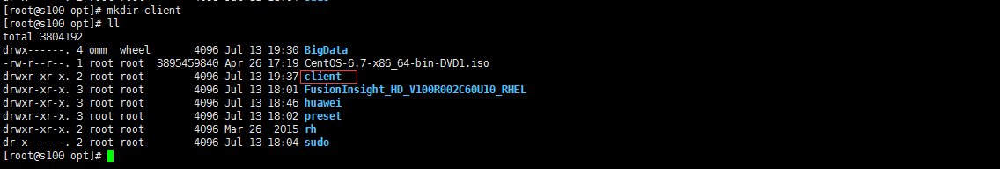 [root@s100 opt]# mkdir client
[root@s100 opt]# ll
total 3804192
drwx------. 4 omm  wheel       4096 Jul 13 19:30 BigData
-rw-r--r--. 1 root root  3895459840 Apr 26 17:19 CentOS-6.7-x86_64-bin-DVD1.iso
drwxr-xr-x. 2 root root        4096 Jul 13 19:37 client
drwxr-xr-x. 3 root root        4096 Jul 13 18:01 FusionInsight_HD_V100R002C60U10_RHEL
drwxr-xr-x. 3 root root        4096 Jul 13 18:46 huawei
drwxr-xr-x. 3 root root        4096 Jul 13 18:02 preset
drwxr-xr-x. 2 root root        4096 Mar 26  2015 rh
dr-x------. 2 root root        4096 Jul 13 18:04 sudo
[root@s100 opt]#